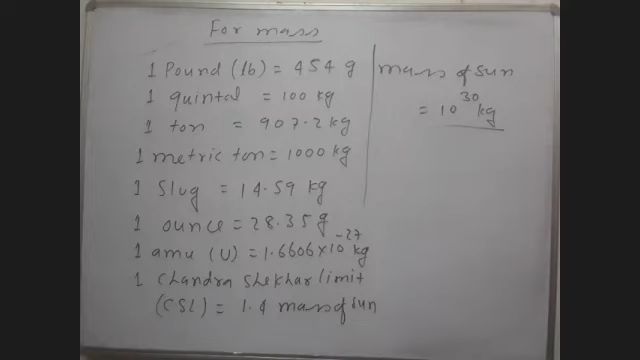 For mass
1 Pound (lb) = 454 g
1 quintal = 100 kg
1 ton = 907.2 kg
1 metric ton = 1000 kg
1 Slug = 14.59 kg
1 ounce = 28.35 g
1 amu (U) = 1.6606 × 10⁻²⁷ kg
1 Chandra Shekhar limit
(CSL) = 1.4 mass of sun
mass of sun
= 10³⁰ kg